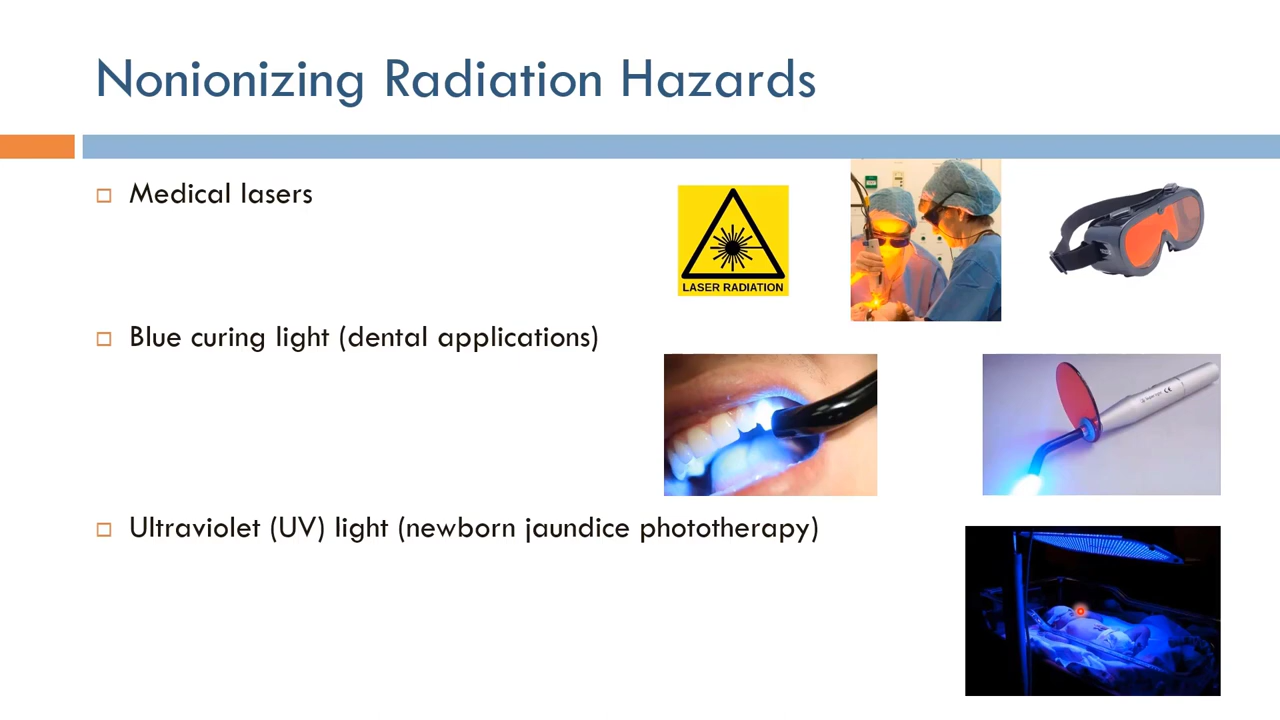 Nonionizing Radiation Hazards
Medical lasers
LASER RADIATION
Blue curing light (dental applications)
Ultraviolet (UV) light (newborn jaundice phototherapy)